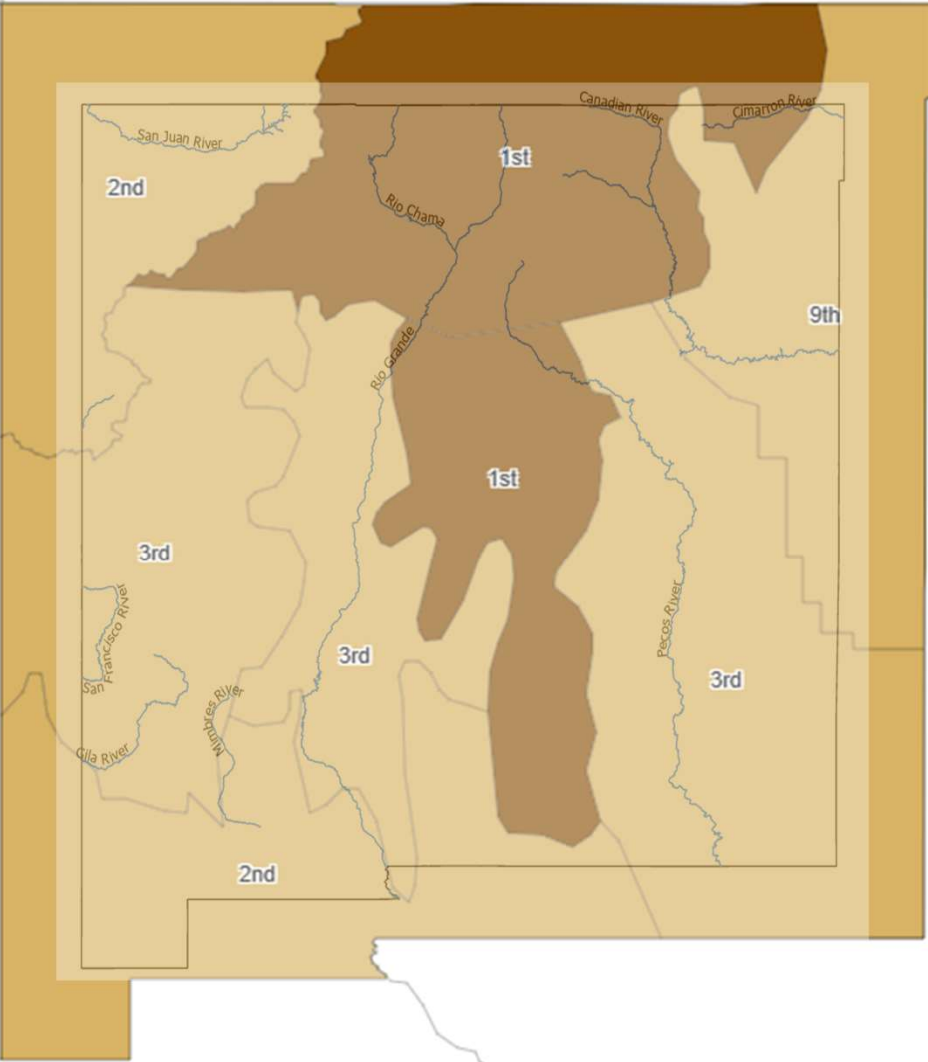 Canadian River
Cimarron River
San Juan River
1st
2nd
Rio Chama
9th
Rio Grande
1st
3rd
San Francisco River
Pecos River
3rd
3rd
Mimbres River
Gila River
2nd